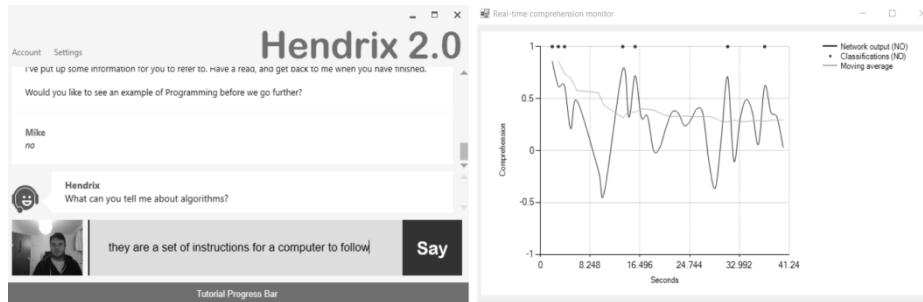 Account Settings
Hendrix 2.0
I've put up some information for you to refer to. Have a read, and get back to me when you have finished.
Would you like to see an example of Programming before we go further?
Mike
no
Hendrix
What can you tell me about algorithms?
they are a set of instructions for a computer to follow
Say
Tutorial Progress Bar
Real-time comprehension monitor
Network output (NO)
Classifications (NO)
Moving average
Comprehension
1
0.5
0
-0.5
-1
0 8.248 16.496 24.744 32.992 41.24
Seconds